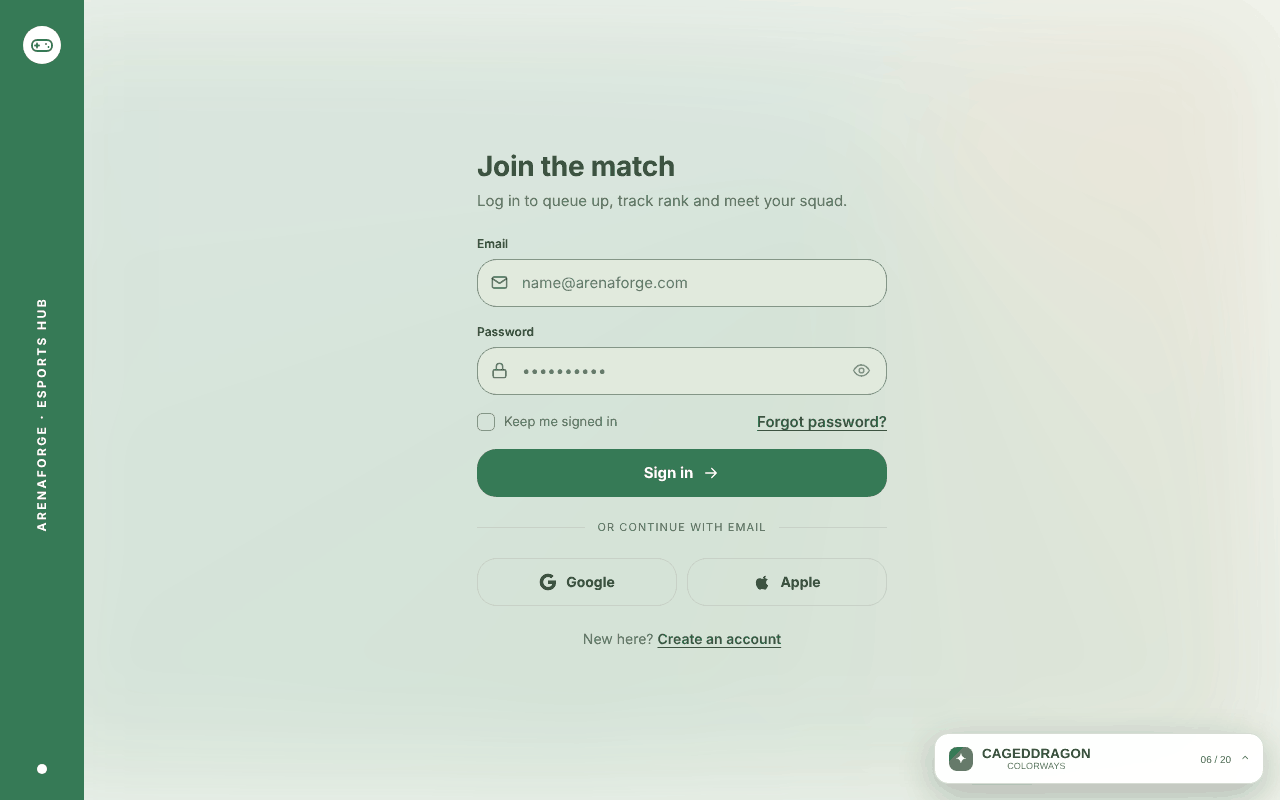 ARENAFORGE · ESPORTS HUB
Join the match
Log in to queue up, track rank and meet your squad.
Email
name@arenaforge.com
Password
Keep me signed in
Forgot password?
Sign in
OR CONTINUE WITH EMAIL
Google
Apple
New here? Create an account
CAGEDDRAGON
COLORWAYS
06 / 20